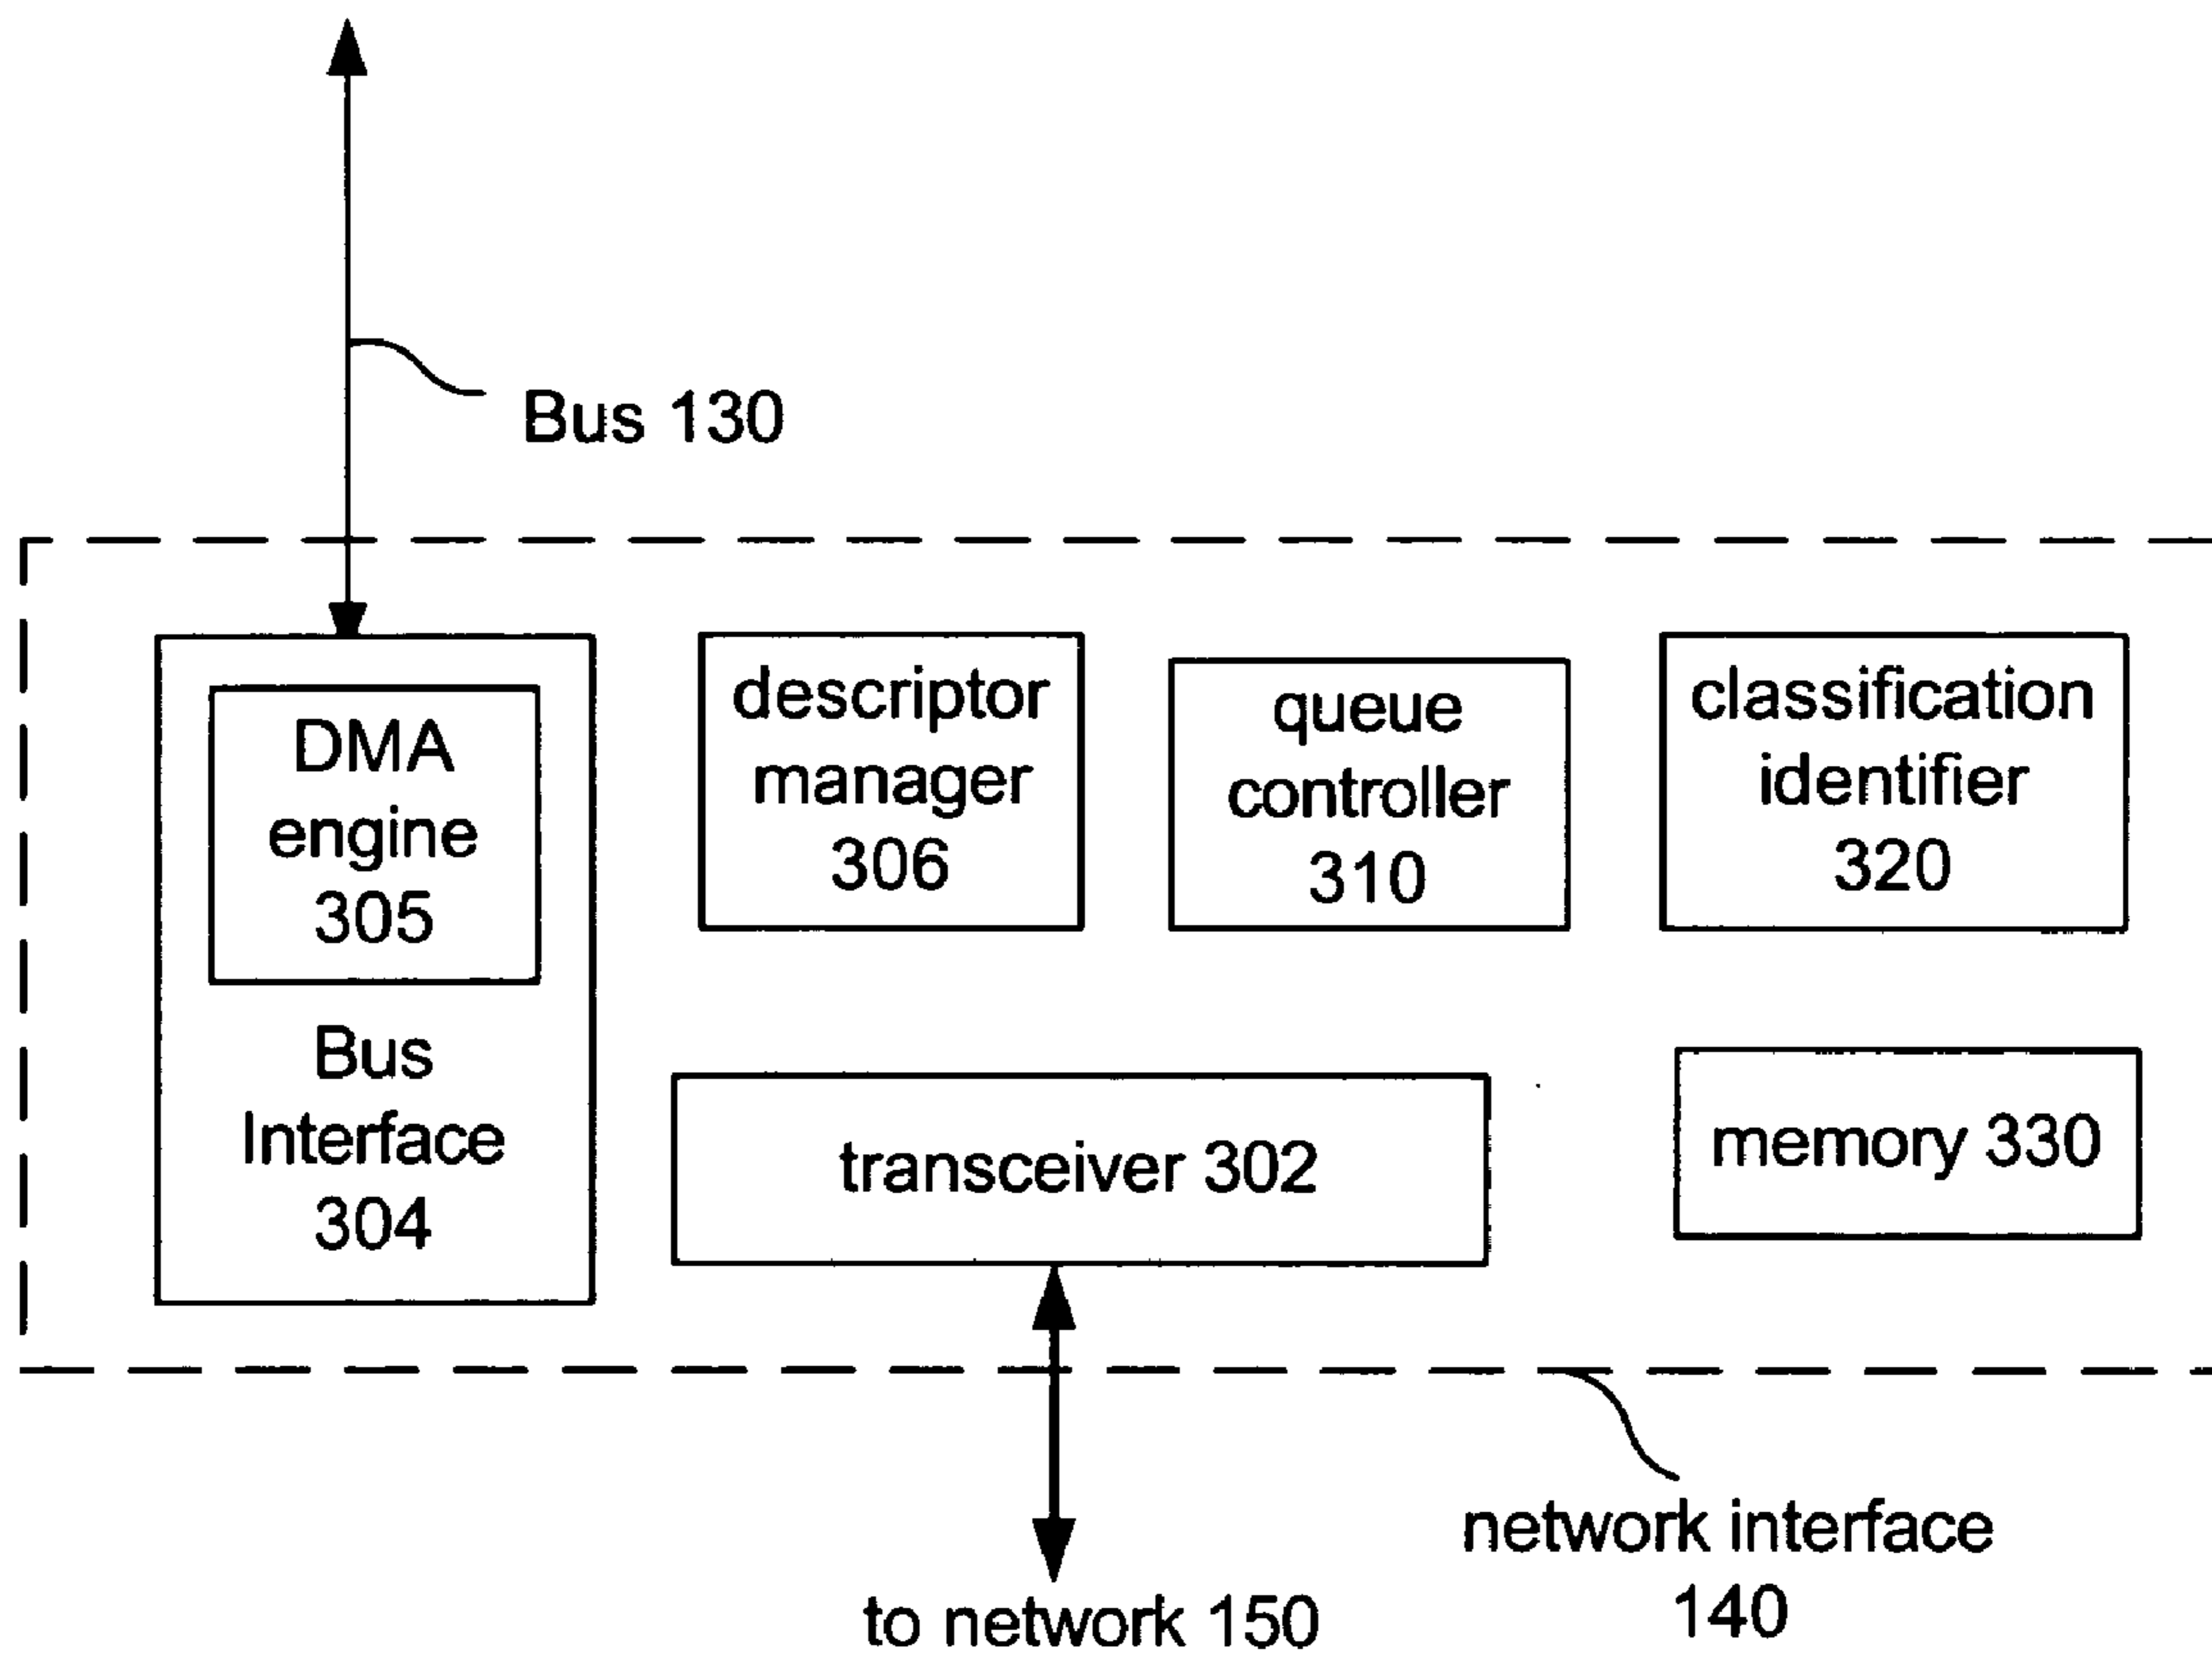 Bus 130
DMA
engine
305
Bus
Interface
304
descriptor
manager
306
queue
controller
310
classification
identifier
320
transceiver 302
memory 330
to network 150
network interface
140